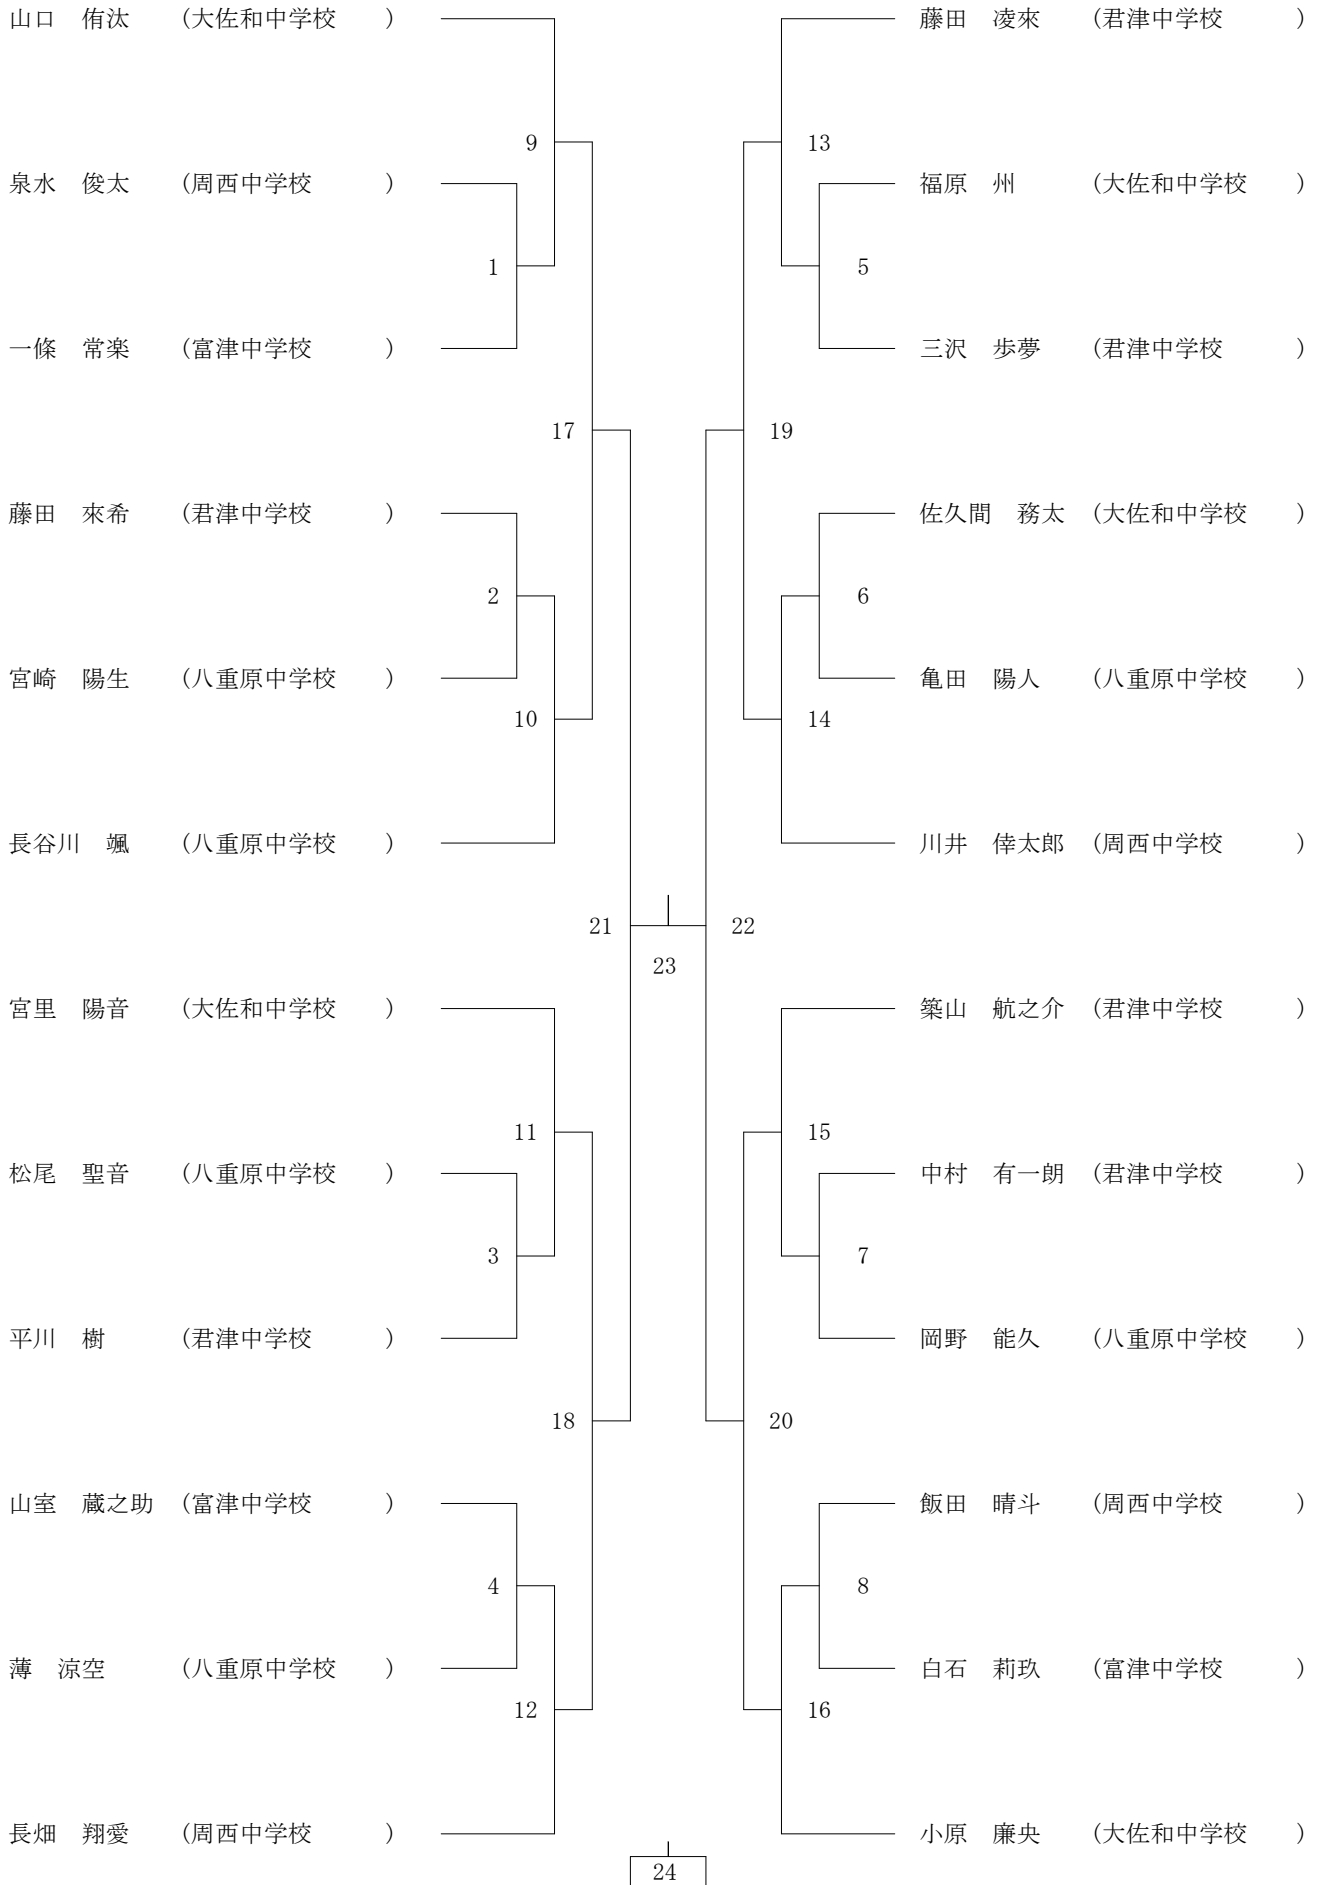 山口　侑汰　（大佐和中学校　）　藤田　凌來　（君津中学校　）
9　13
泉水　俊太　（周西中学校　）　福原　州　（大佐和中学校　）
1　5
一條　常楽　（富津中学校　）　三沢　歩夢　（君津中学校　）
17　19
藤田　來希　（君津中学校　）　佐久間　務太　（大佐和中学校　）
2　6
宮崎　陽生　（八重原中学校　）　亀田　陽人　（八重原中学校　）
10　14
長谷川　颯　（八重原中学校　）　川井　倖太郎　（周西中学校　）
21　22
23
宮里　陽音　（大佐和中学校　）　築山　航之介　（君津中学校　）
11　15
松尾　聖音　（八重原中学校　）　中村　有一朗　（君津中学校　）
3　7
平川　樹　（君津中学校　）　岡野　能久　（八重原中学校　）
18　20
山室　蔵之助　（富津中学校　）　飯田　晴斗　（周西中学校　）
4　8
薄　涼空　（八重原中学校　）　白石　莉玖　（富津中学校　）
12　16
長畑　翔愛　（周西中学校　）　小原　廉央　（大佐和中学校　）
24